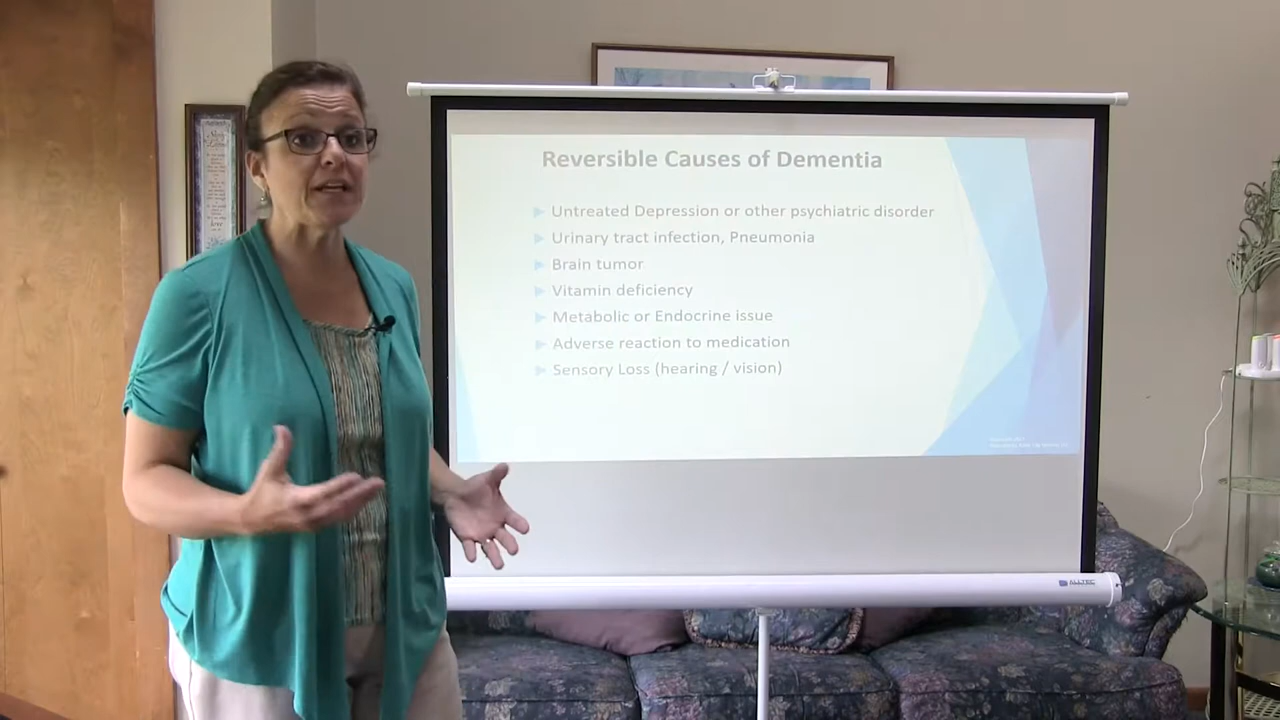 Reversible Causes of Dementia
Untreated Depression or other psychiatric disorder
Urinary tract infection, Pneumonia
Brain tumor
Vitamin deficiency
Metabolic or Endocrine issue
Adverse reaction to medication
Sensory Loss (hearing / vision)
ALLTEC